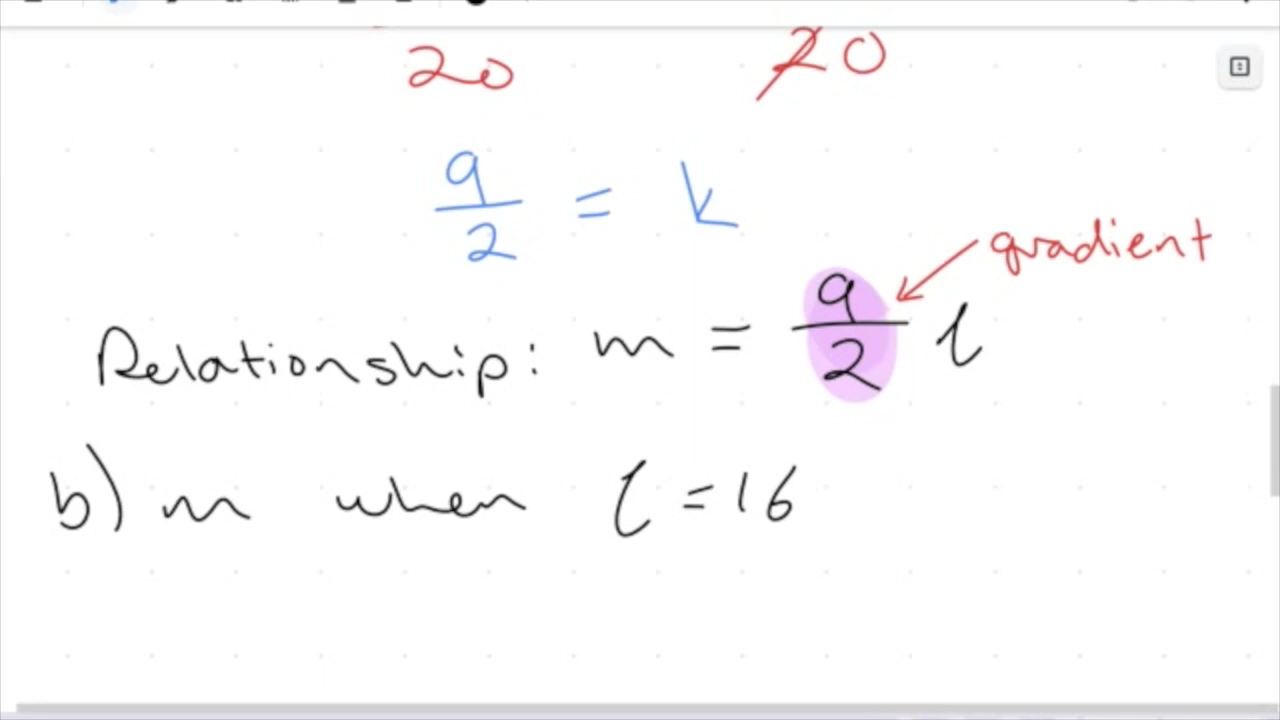 20 20
9/2 = k
gradient
Relationship: m = 9/2 l
b) m when l = 16